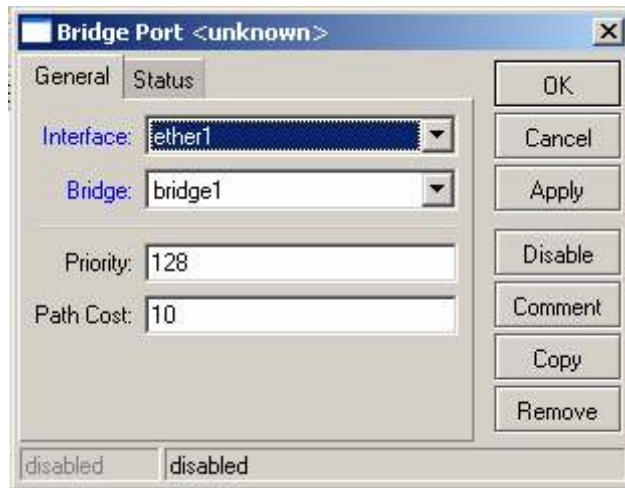 Bridge Port <unknown>
General Status
OK
Interface: ether1
Cancel
Bridge: bridge1
Apply
Priority: 128
Disable
Path Cost: 10
Comment
Copy
Remove
disabled disabled